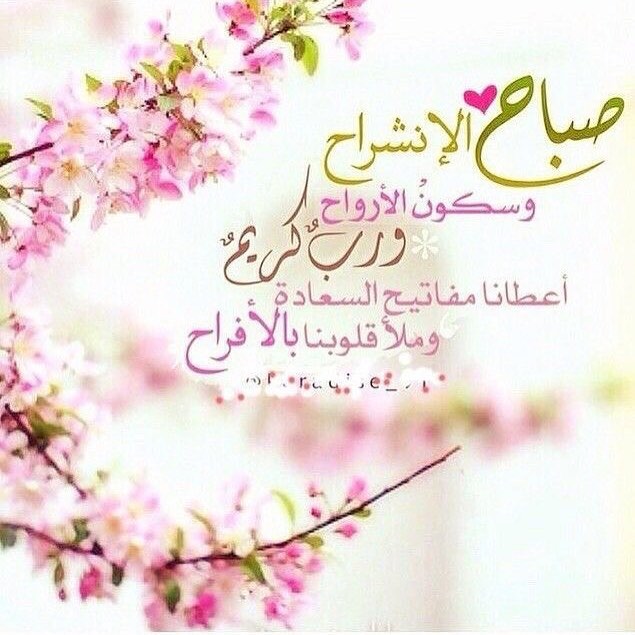 صباح الإنشراح
وسكونْ الأرواح
وربٌ كريمٌ
أعطانا مفاتيح السعادة
وملأ قلوبنا بالأفراح